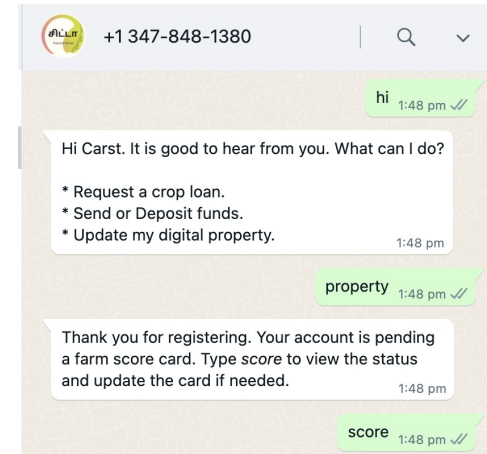 சிட்டா
+1 347-848-1380
hi
1:48 pm
Hi Carst. It is good to hear from you. What can I do?
* Request a crop loan.
* Send or Deposit funds.
* Update my digital property.
1:48 pm
property
1:48 pm
Thank you for registering. Your account is pending
a farm score card. Type score to view the status
and update the card if needed.
1:48 pm
score
1:48 pm